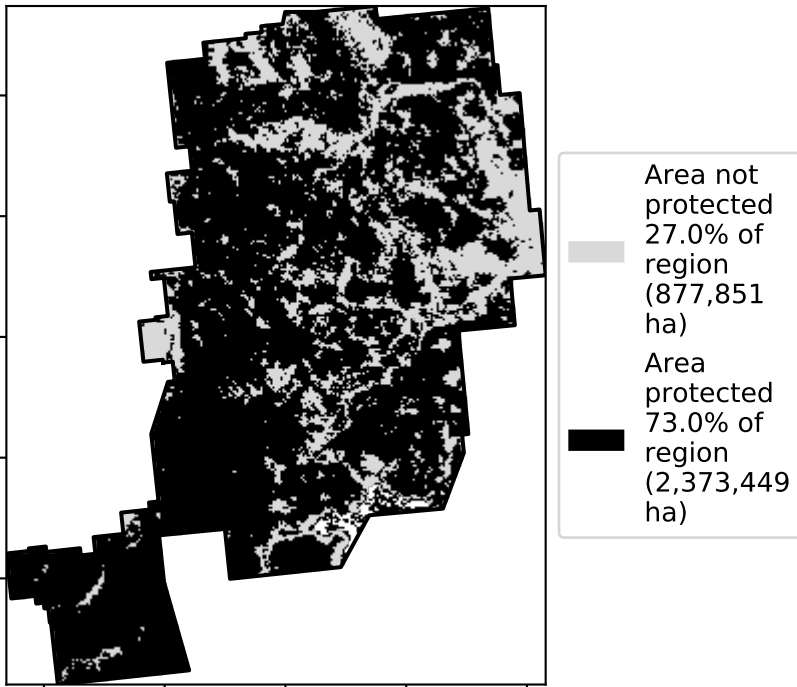 Area not
protected
27.0% of
region
(877,851
ha)
Area
protected
73.0% of
region
(2,373,449
ha)